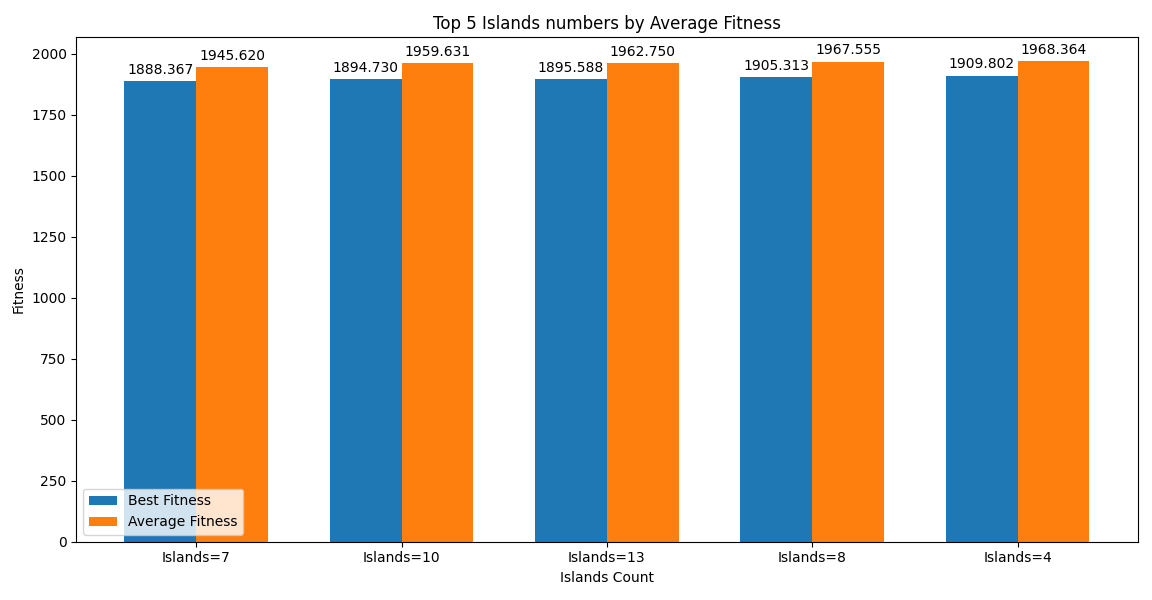 Top 5 Islands numbers by Average Fitness
Fitness
2000
1750
1500
1250
1000
750
500
250
0
1888.367
1945.620
1894.730
1959.631
1895.588
1962.750
1905.313
1967.555
1909.802
1968.364
Best Fitness
Average Fitness
Islands=7
Islands=10
Islands=13
Islands=8
Islands=4
Islands Count